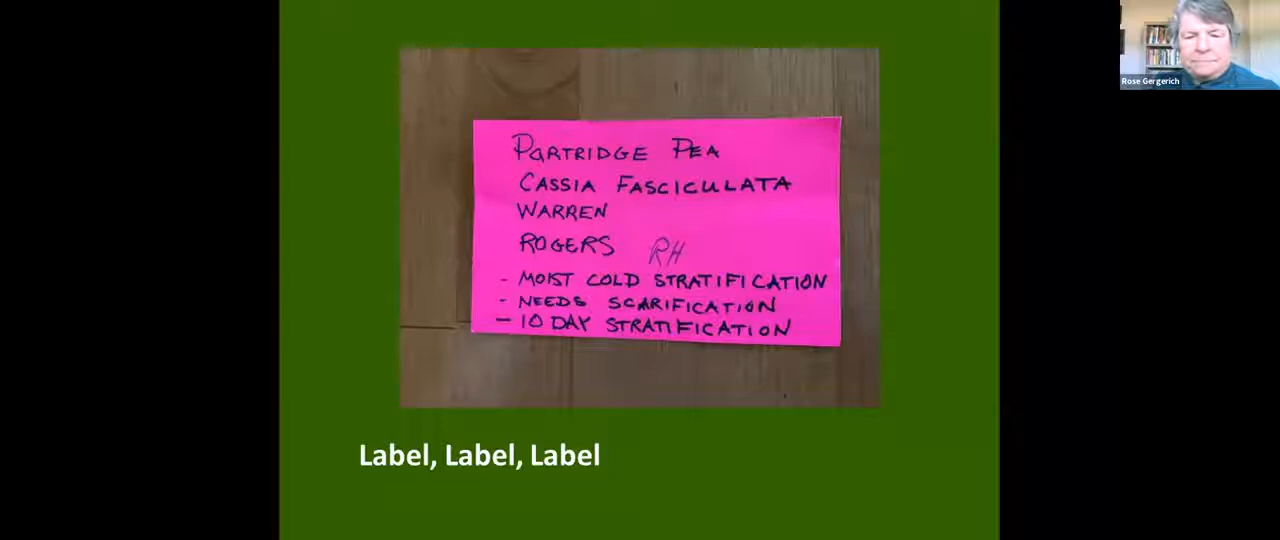 Rose Gergerich
PARTRIDGE PEA
CASSIA FASCICULATA
WARREN
ROGERS RH
- MOIST COLD STRATIFICATION
- NEEDS SCARIFICATION
- 10 DAY STRATIFICATION
Label, Label, Label